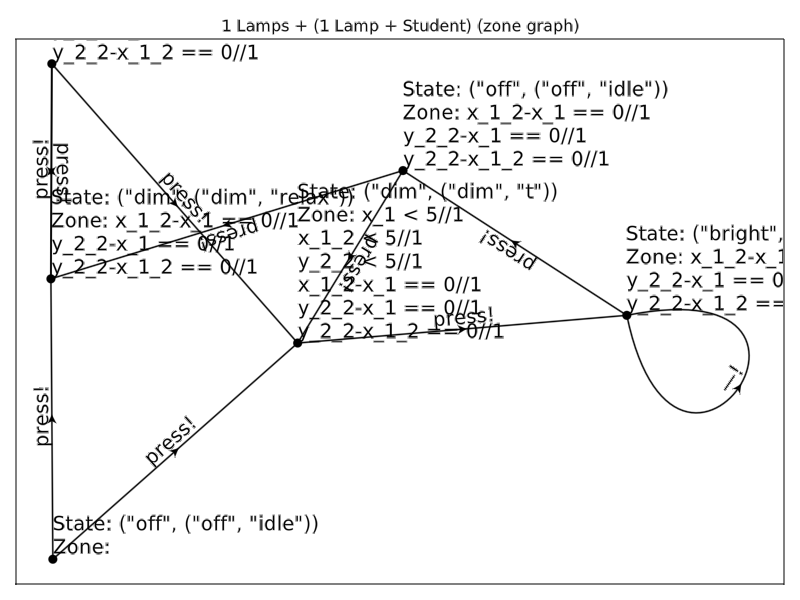 1 Lamps + (1 Lamp + Student) (zone graph)
y_2_2-x_1_2 == 0//1
State: ("off", ("off", "idle"))
Zone: x_1_2-x_1 == 0//1
y_2_2-x_1 == 0//1
y_2_2-x_1_2 == 0//1
press!
press!
press!
State: ("dim", ("dim", "relax"))
Zone: x_1_2-x_1 == 0//1
y_2_2-x_1 == 0//1
y_2_2-x_1_2 == 0//1
press!
State: ("dim", ("dim", "t"))
Zone: x_1 < 5//1
x_1_2 < 5//1
y_2_2 < 5//1
x_1_2-x_1 == 0//1
y_2_2-x_1 == 0//1
y_2_2-x_1_2 == 0//1
press!
press!
press!
State: ("bright",
Zone: x_1_2-x_1
y_2_2-x_1 == 0
y_2_2-x_1_2 ==
press!
press!
State: ("off", ("off", "idle"))
Zone: